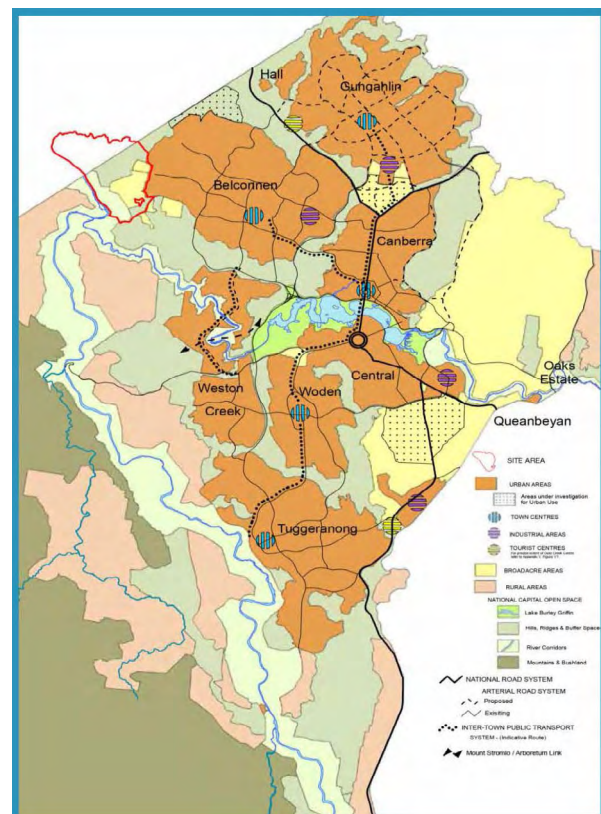 Hall
Gungahlin
Belconnen
Canberra
Central
Oaks
Estate
Weston
Creek
Woden
Queanbeyan
Tuggeranong
SITE AREA
URBAN AREAS
Areas under investigation
for Urban Use
TOWN CENTRES
INDUSTRIAL AREAS
TOURIST CENTRES
BROADACRE AREAS
RURAL AREAS
NATIONAL CAPITAL OPEN SPACE
Lake Burley Griffin
Hills, Ridges & Buffer Space
River Corridors
Mountains & Bushland
NATIONAL ROAD SYSTEM
ARTERIAL ROAD SYSTEM
Proposed
Exisiting
INTER-TOWN PUBLIC TRANSPORT
SYSTEM - (Indicative Route)
Mount Stromlo / Arboretum Link